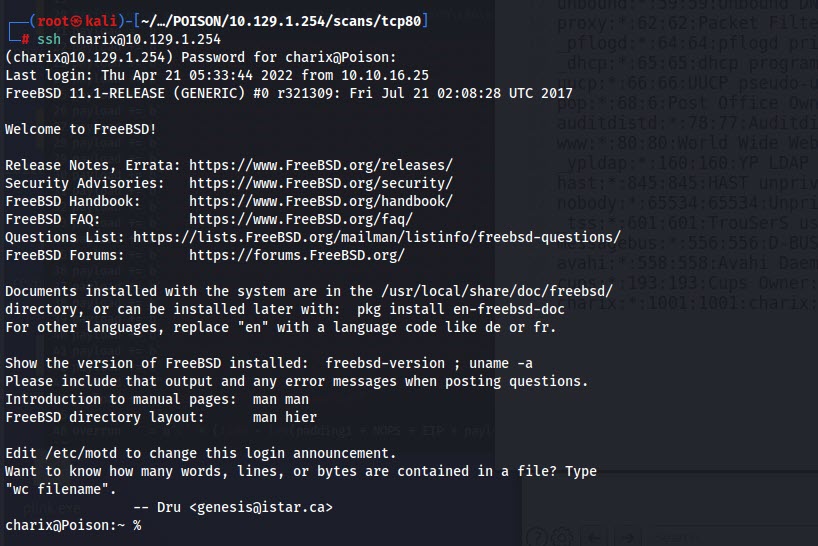 (root㉿kali)-[~/…/POISON/10.129.1.254/scans/tcp80]
# ssh charix@10.129.1.254
(charix@10.129.1.254) Password for charix@Poison:
Last login: Thu Apr 21 05:33:44 2022 from 10.10.16.25
FreeBSD 11.1-RELEASE (GENERIC) #0 r321309: Fri Jul 21 02:08:28 UTC 2017
Welcome to FreeBSD!
Release Notes, Errata: https://www.FreeBSD.org/releases/
Security Advisories:   https://www.FreeBSD.org/security/
FreeBSD Handbook:      https://www.FreeBSD.org/handbook/
FreeBSD FAQ:           https://www.FreeBSD.org/faq/
Questions List: https://lists.FreeBSD.org/mailman/listinfo/freebsd-questions/
FreeBSD Forums:        https://forums.FreeBSD.org/
Documents installed with the system are in the /usr/local/share/doc/freebsd/
directory, or can be installed later with:  pkg install en-freebsd-doc
For other languages, replace "en" with a language code like de or fr.
Show the version of FreeBSD installed:  freebsd-version ; uname -a
Please include that output and any error messages when posting questions.
Introduction to manual pages:  man man
FreeBSD directory layout:      man hier
Edit /etc/motd to change this login announcement.
Want to know how many words, lines, or bytes are contained in a file? Type
"wc filename".
-- Dru <genesis@istar.ca>
charix@Poison:~ %
unbound:*:59:59:Unbound DN
proxy:*:62:62:Packet Filte
_pflogd:*:64:64:pflogd pri
_dhcp:*:65:65:dhcp program
uucp:*:66:66:UUCP pseudo-u
pop:*:68:6:Post Office Own
auditdistd:*:78:77:Auditdi
www:*:80:80:World Wide Web
_ypldap:*:160:160:YP LDAP
hast:*:845:845:HAST unpriv
nobody:*:65534:65534:Unpri
_tss:*:601:601:TrouSerS us
messagebus:*:556:556:D-BUS
avahi:*:558:558:Avahi Daem
cups:*:193:193:Cups Owner:
charix:*:1001:1001:charix:
Search